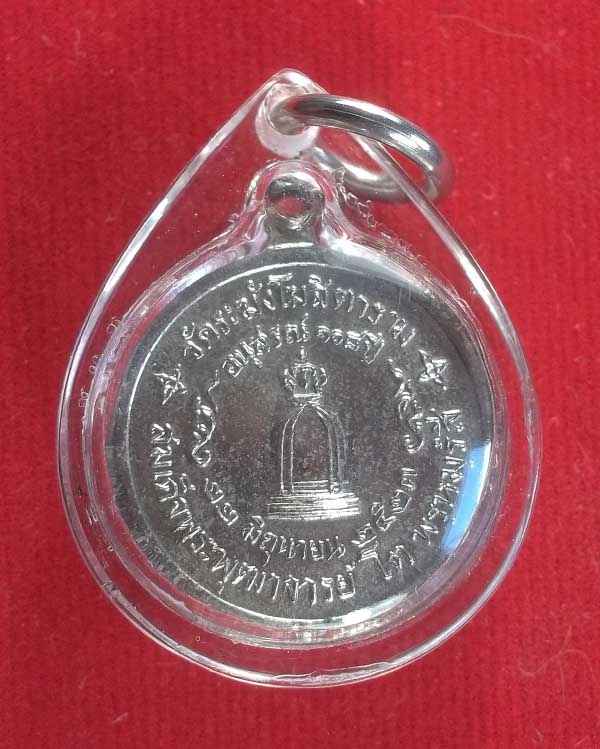 วัดระฆังโฆสิตาราม
อนุสรณ์ ๑๐๘ ปี
๒๒ มิถุนายน ๒๕๒๓
สมเด็จพระพุฒาจารย์ โต พรหมรังสี